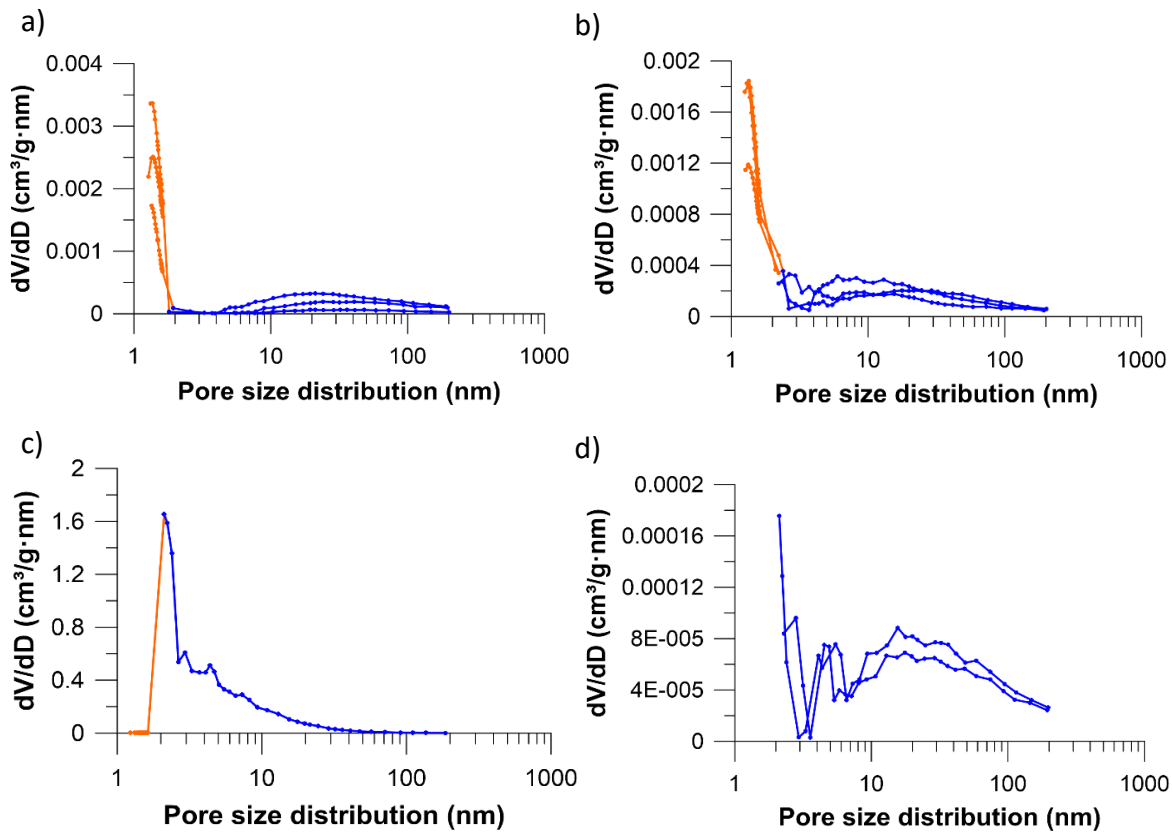 a)
0.004
0.003
0.002
0.001
0
dV/dD (cm³/g·nm)
1 10 100 1000
Pore size distribution (nm)
b)
0.002
0.0016
0.0012
0.0008
0.0004
0
dV/dD (cm³/g·nm)
1 10 100 1000
Pore size distribution (nm)
c)
2
1.6
1.2
0.8
0.4
0
dV/dD (cm³/g·nm)
1 10 100 1000
Pore size distribution (nm)
d)
0.0002
0.00016
0.00012
8E-005
4E-005
0
dV/dD (cm³/g·nm)
1 10 100 1000
Pore size distribution (nm)